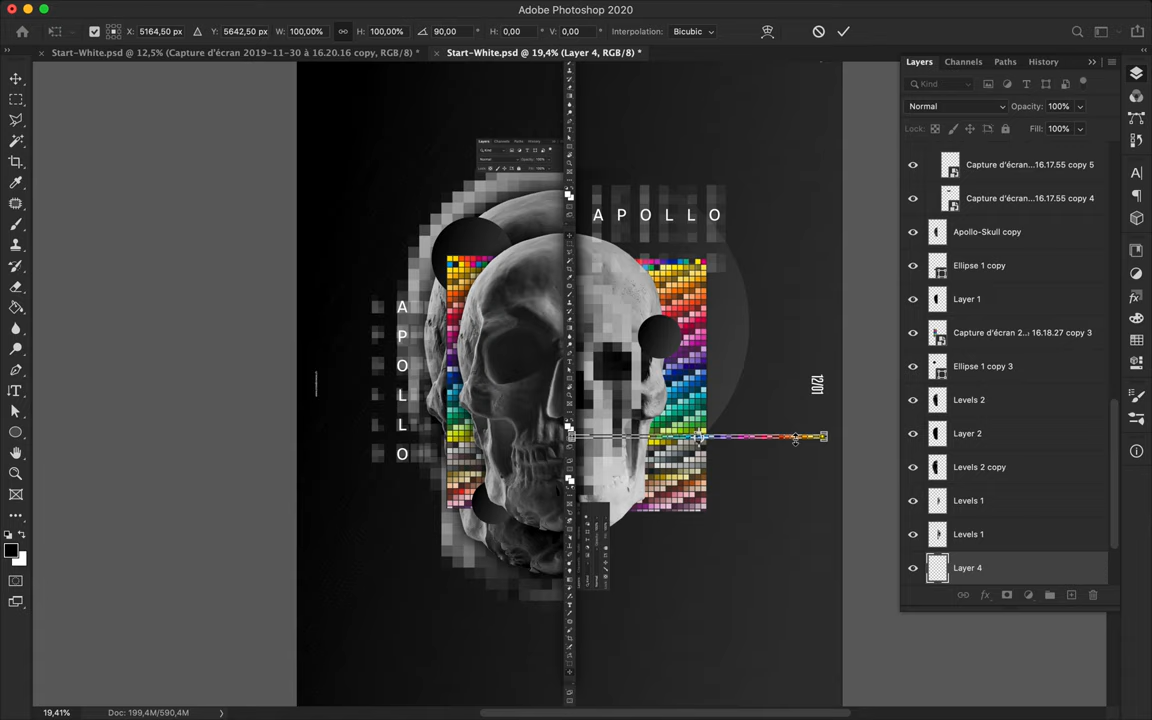 Adobe Photoshop 2020
X: 5164,50 px Y: 5642,50 px W: 100,00% H: 100,00% 90,00 H: 0,00 V: 0,00 Interpolation: Bicubic
Start-White.psd @ 12,5% (Capture d'écran 2019-11-30 à 16.20.16 copy, RGB/8) *
Start-White.psd @ 19,4% (Layer 4, RGB/8) *
Layers Channels Paths History
Kind
Normal Opacity: 100%
Lock: Fill: 100%
Capture d'écran...16.17.55 copy 5
Capture d'écran...16.17.55 copy 4
Apollo-Skull copy
Ellipse 1 copy
Layer 1
Capture d'écran 2...: 16.18.27 copy 3
Ellipse 1 copy 3
Levels 2
Layer 2
Levels 2 copy
Levels 1
Levels 1
Layer 4
fx
APOLLO
A
P
O
L
L
O
12/01
19,41% Doc: 199,4M/590,4M